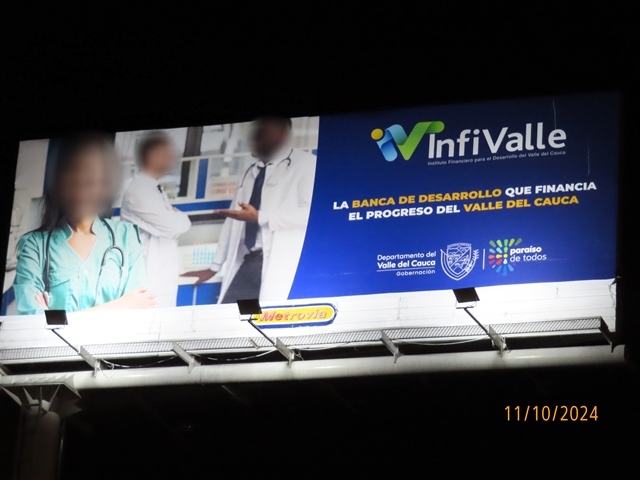 InfiValle
Instituto Financiero para el Desarrollo del Valle del Cauca
LA BANCA DE DESARROLLO QUE FINANCIA
EL PROGRESO DEL VALLE DEL CAUCA
Departamento del
Valle del Cauca
Gobernación
paraíso
de todos
Metrovia
11/10/2024